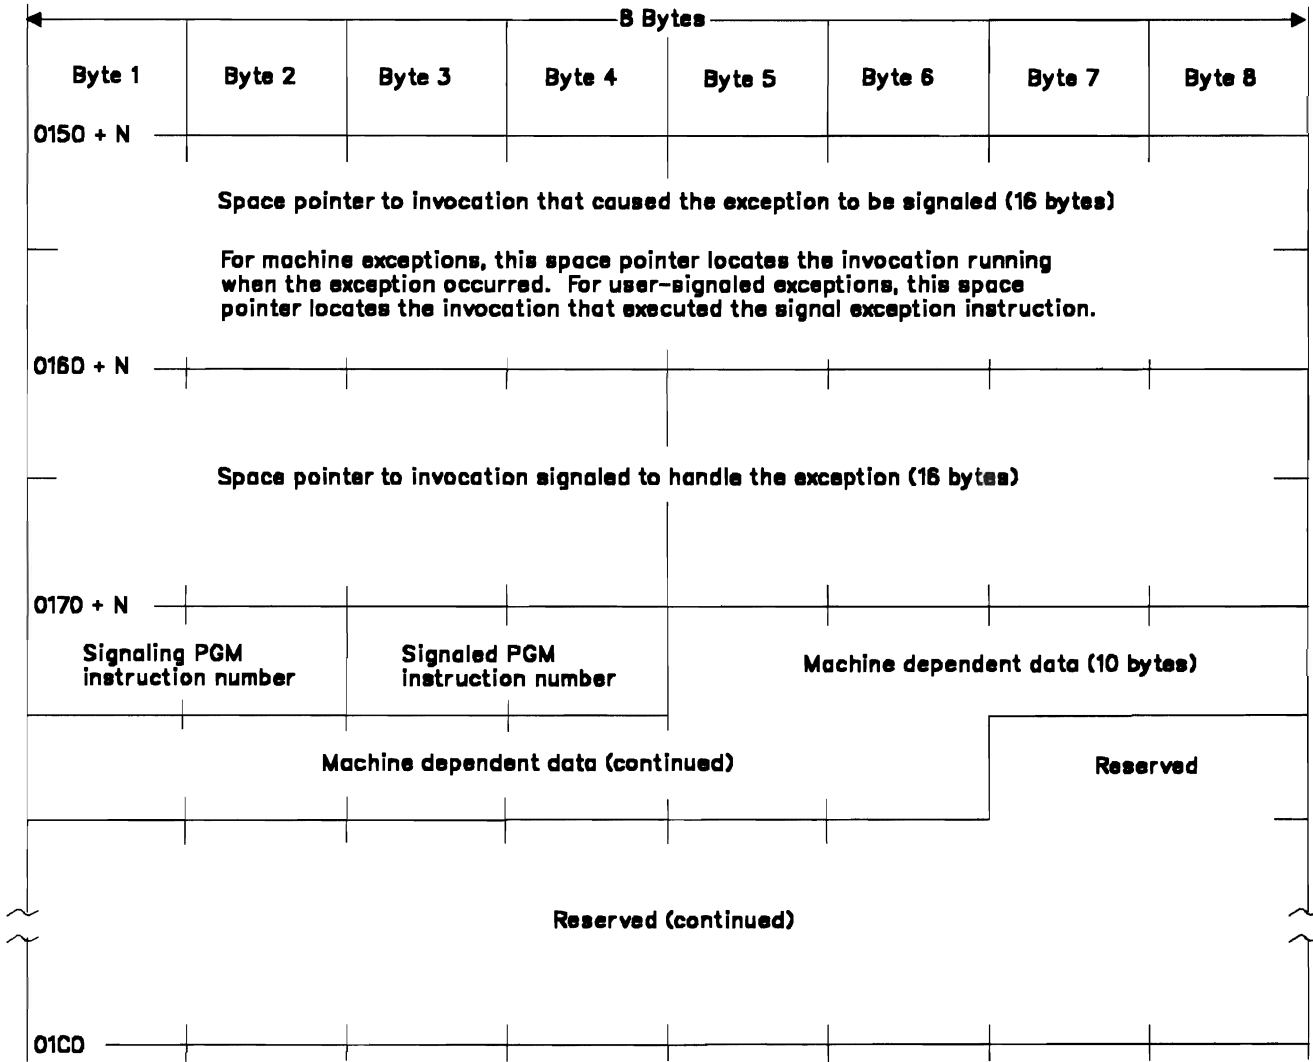 8 Bytes
Byte 1 Byte 2 Byte 3 Byte 4 Byte 5 Byte 6 Byte 7 Byte 8
0150 + N
Space pointer to invocation that caused the exception to be signaled (16 bytes)
For machine exceptions, this space pointer locates the invocation running
when the exception occurred. For user-signaled exceptions, this space
pointer locates the invocation that executed the signal exception instruction.
0160 + N
Space pointer to invocation signaled to handle the exception (16 bytes)
0170 + N
Signaling PGM
instruction number
Signaled PGM
instruction number
Machine dependent data (10 bytes)
Machine dependent data (continued)
Reserved
Reserved (continued)
01C0